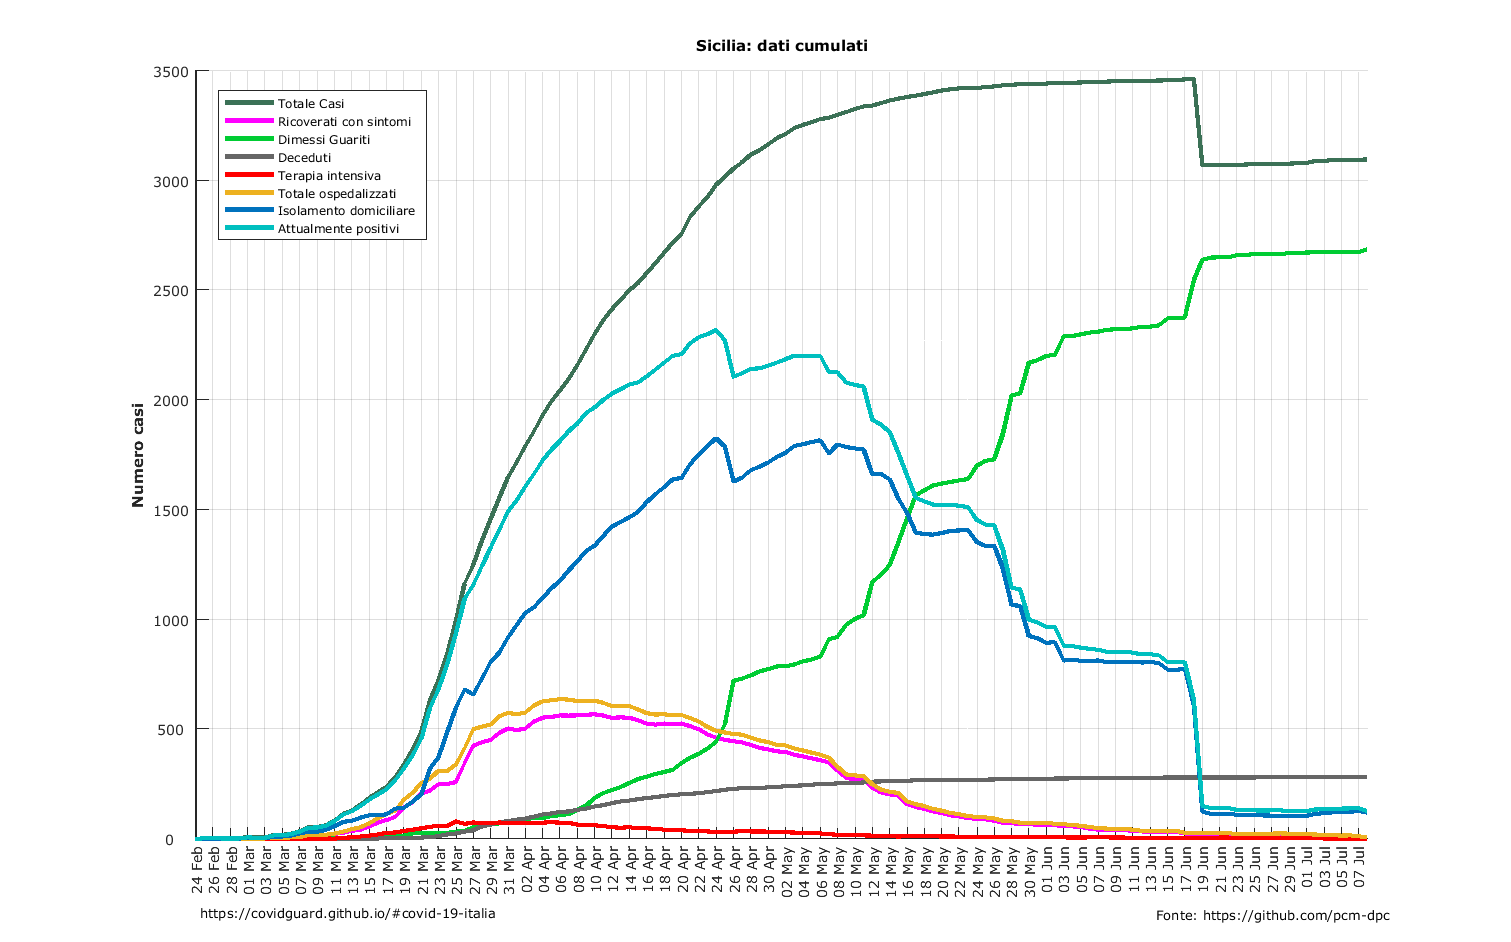 Sicilia: dati cumulati
3500
3000
2500
2000
1500
1000
500
0
Numero casi
Totale Casi
Ricoverati con sintomi
Dimessi Guariti
Deceduti
Terapia intensiva
Totale ospedalizzati
Isolamento domiciliare
Attualmente positivi
24 Feb
26 Feb
28 Feb
01 Mar
03 Mar
05 Mar
07 Mar
09 Mar
11 Mar
13 Mar
15 Mar
17 Mar
19 Mar
21 Mar
23 Mar
25 Mar
27 Mar
29 Mar
31 Mar
02 Apr
04 Apr
06 Apr
08 Apr
10 Apr
12 Apr
14 Apr
16 Apr
18 Apr
20 Apr
22 Apr
24 Apr
26 Apr
28 Apr
30 Apr
02 May
04 May
06 May
08 May
10 May
12 May
14 May
16 May
18 May
20 May
22 May
24 May
26 May
28 May
30 May
01 Jun
03 Jun
05 Jun
07 Jun
09 Jun
11 Jun
13 Jun
15 Jun
17 Jun
19 Jun
21 Jun
23 Jun
25 Jun
27 Jun
29 Jun
01 Jul
03 Jul
05 Jul
07 Jul
https://covidguard.github.io/#covid-19-italia
Fonte: https://github.com/pcm-dpc